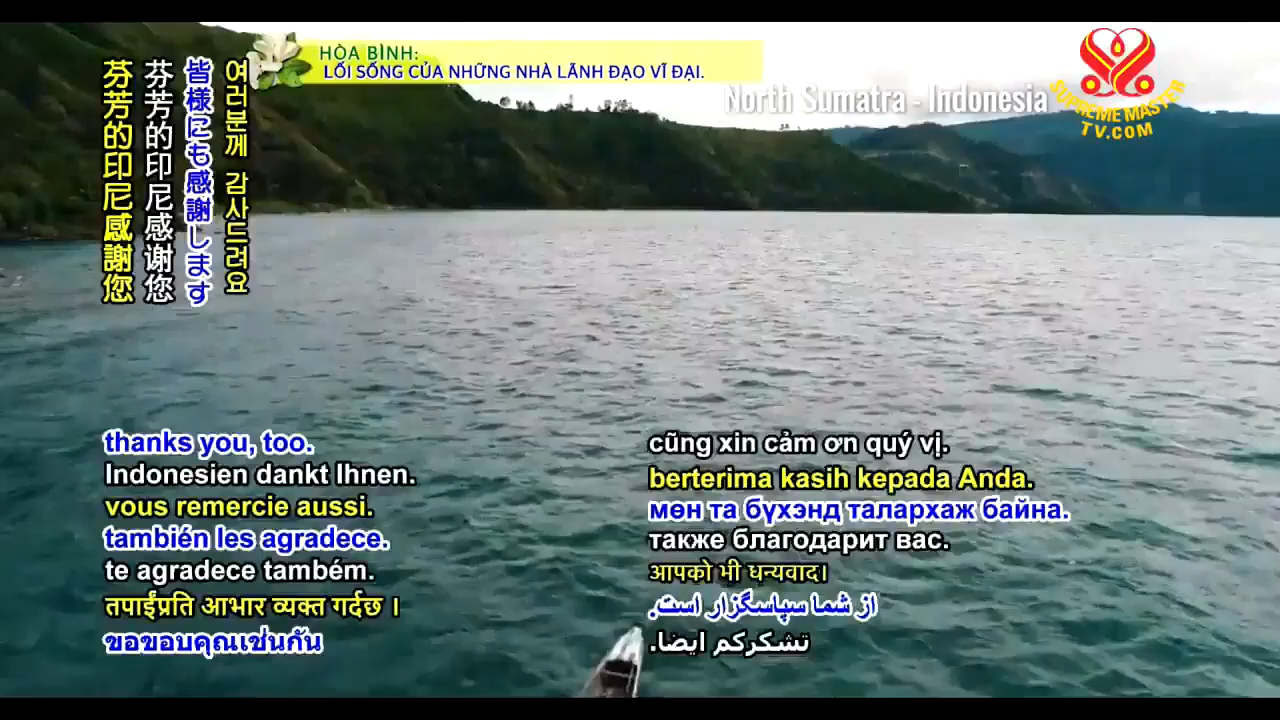 HÒA BÌNH:
LỐI SỐNG CỦA NHỮNG NHÀ LÃNH ĐẠO VĨ ĐẠI.
North Sumatra - Indonesia
SUPREME MASTER
TV.COM
芬芳的印尼感謝您
芬芳的印尼感谢您
皆様にも感謝します
여러분께 감사드려요
thanks you, too.
Indonesien dankt Ihnen.
vous remercie aussi.
también les agradece.
te agradece também.
तपाईंप्रति आभार व्यक्त गर्दछ ।
ขอขอบคุณเช่นกัน
cũng xin cảm ơn quý vị.
berterima kasih kepada Anda.
мөн та бүхэнд талархаж байна.
также благодарит вас.
आपको भी धन्यवाद।
از شما سپاسگزار است.
تشكركم ايضا.